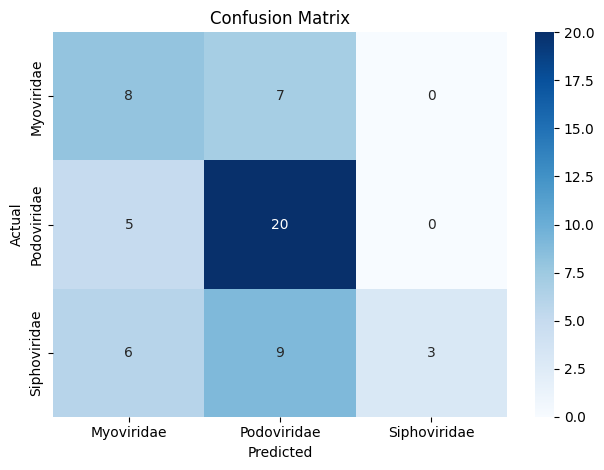 Confusion Matrix
Actual
Myoviridae
Podoviridae
Siphoviridae
8 7 0
5 20 0
6 9 3
Myoviridae Podoviridae Siphoviridae
Predicted
20.0
17.5
15.0
12.5
10.0
7.5
5.0
2.5
0.0